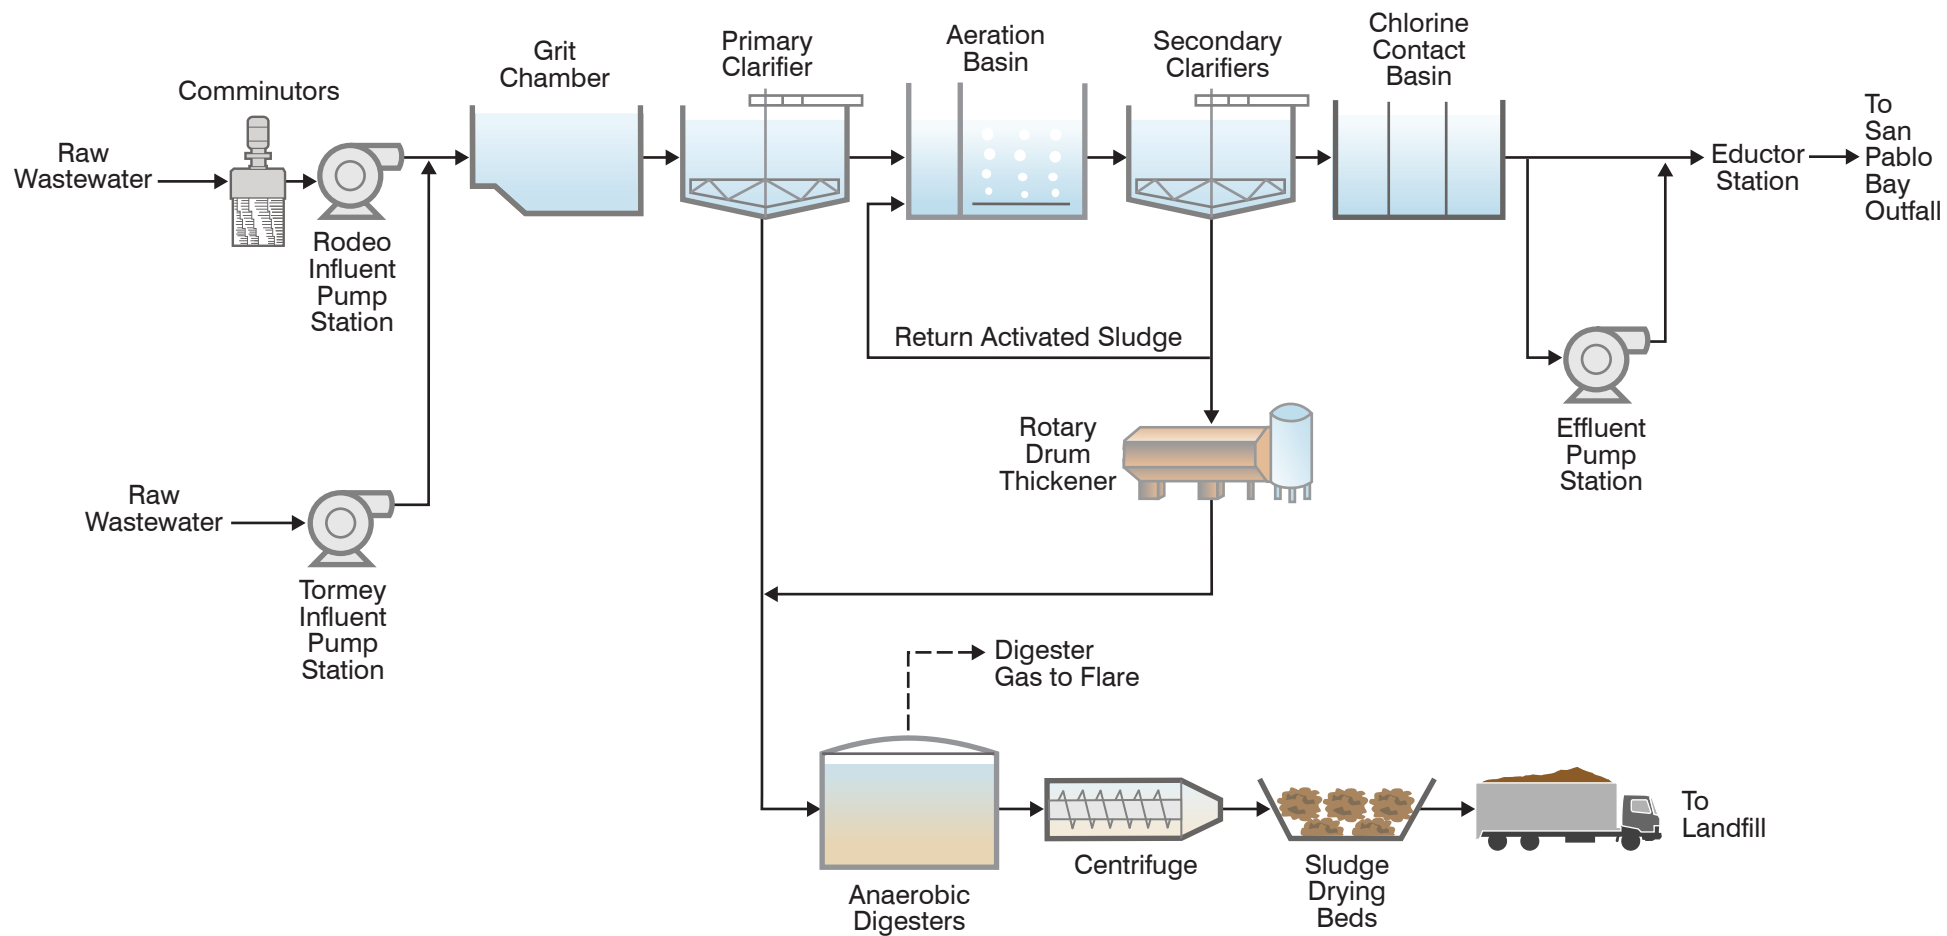 Comminutors
Raw
Wastewater
Rodeo
Influent
Pump
Station
Grit
Chamber
Primary
Clarifier
Aeration
Basin
Secondary
Clarifiers
Chlorine
Contact
Basin
Eductor
Station
To
San
Pablo
Bay
Outfall
Return Activated Sludge
Rotary
Drum
Thickener
Effluent
Pump
Station
Raw
Wastewater
Tormey
Influent
Pump
Station
Digester
Gas to Flare
Anaerobic
Digesters
Centrifuge
Sludge
Drying
Beds
To
Landfill